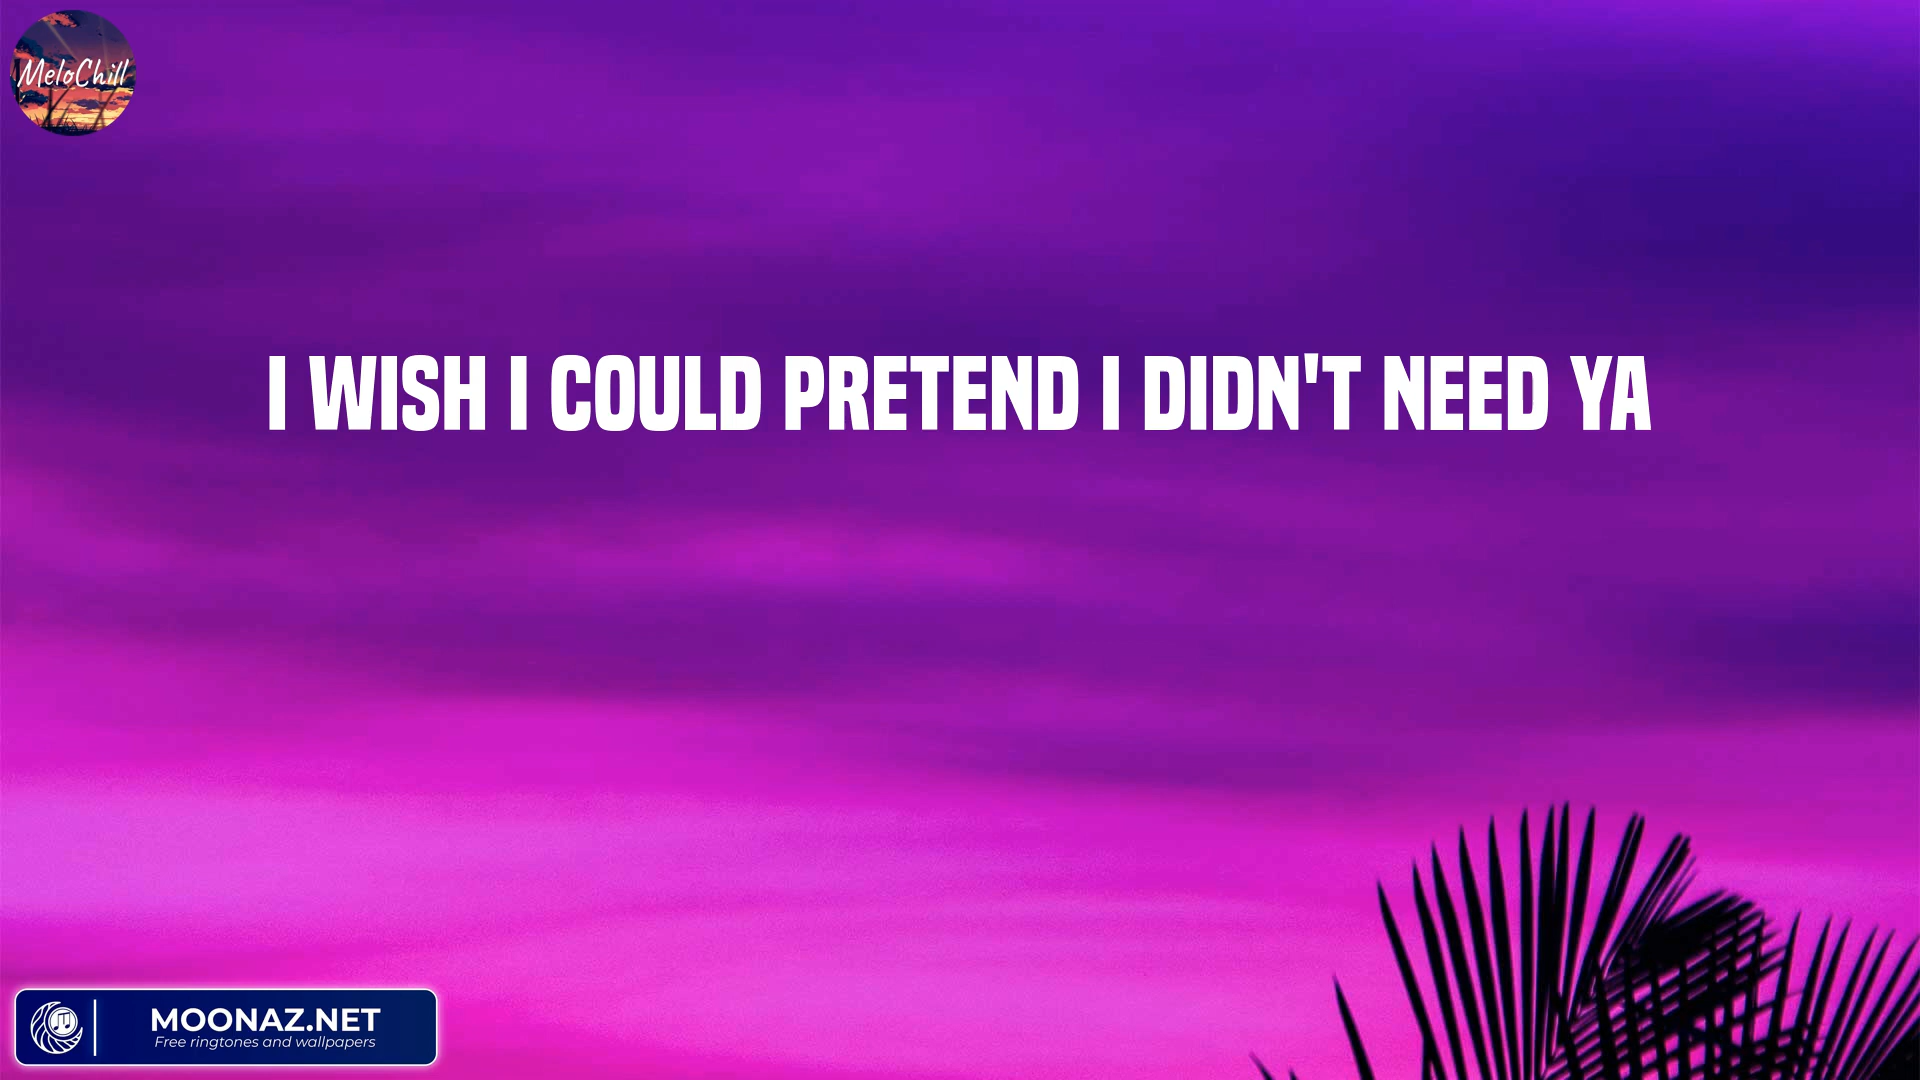 MeloChill
I WISH I COULD PRETEND I DIDN'T NEED YA
MOONAZ.NET
Free ringtones and wallpapers